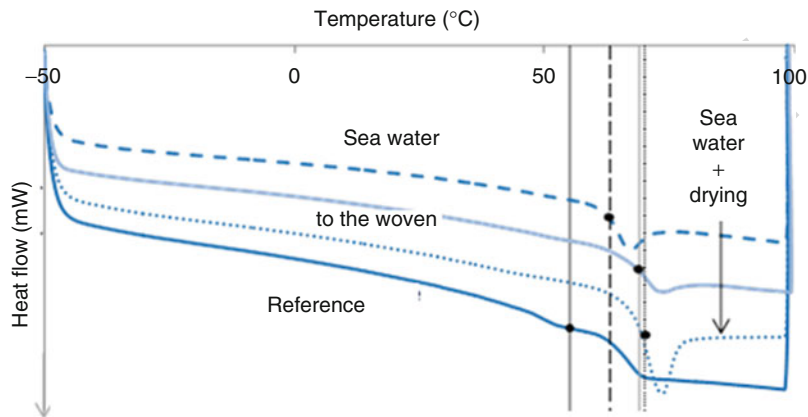 Temperature (°C)
–50
0
50
100
Sea water
Sea
water
+
drying
to the woven
Reference
Heat flow (mW)